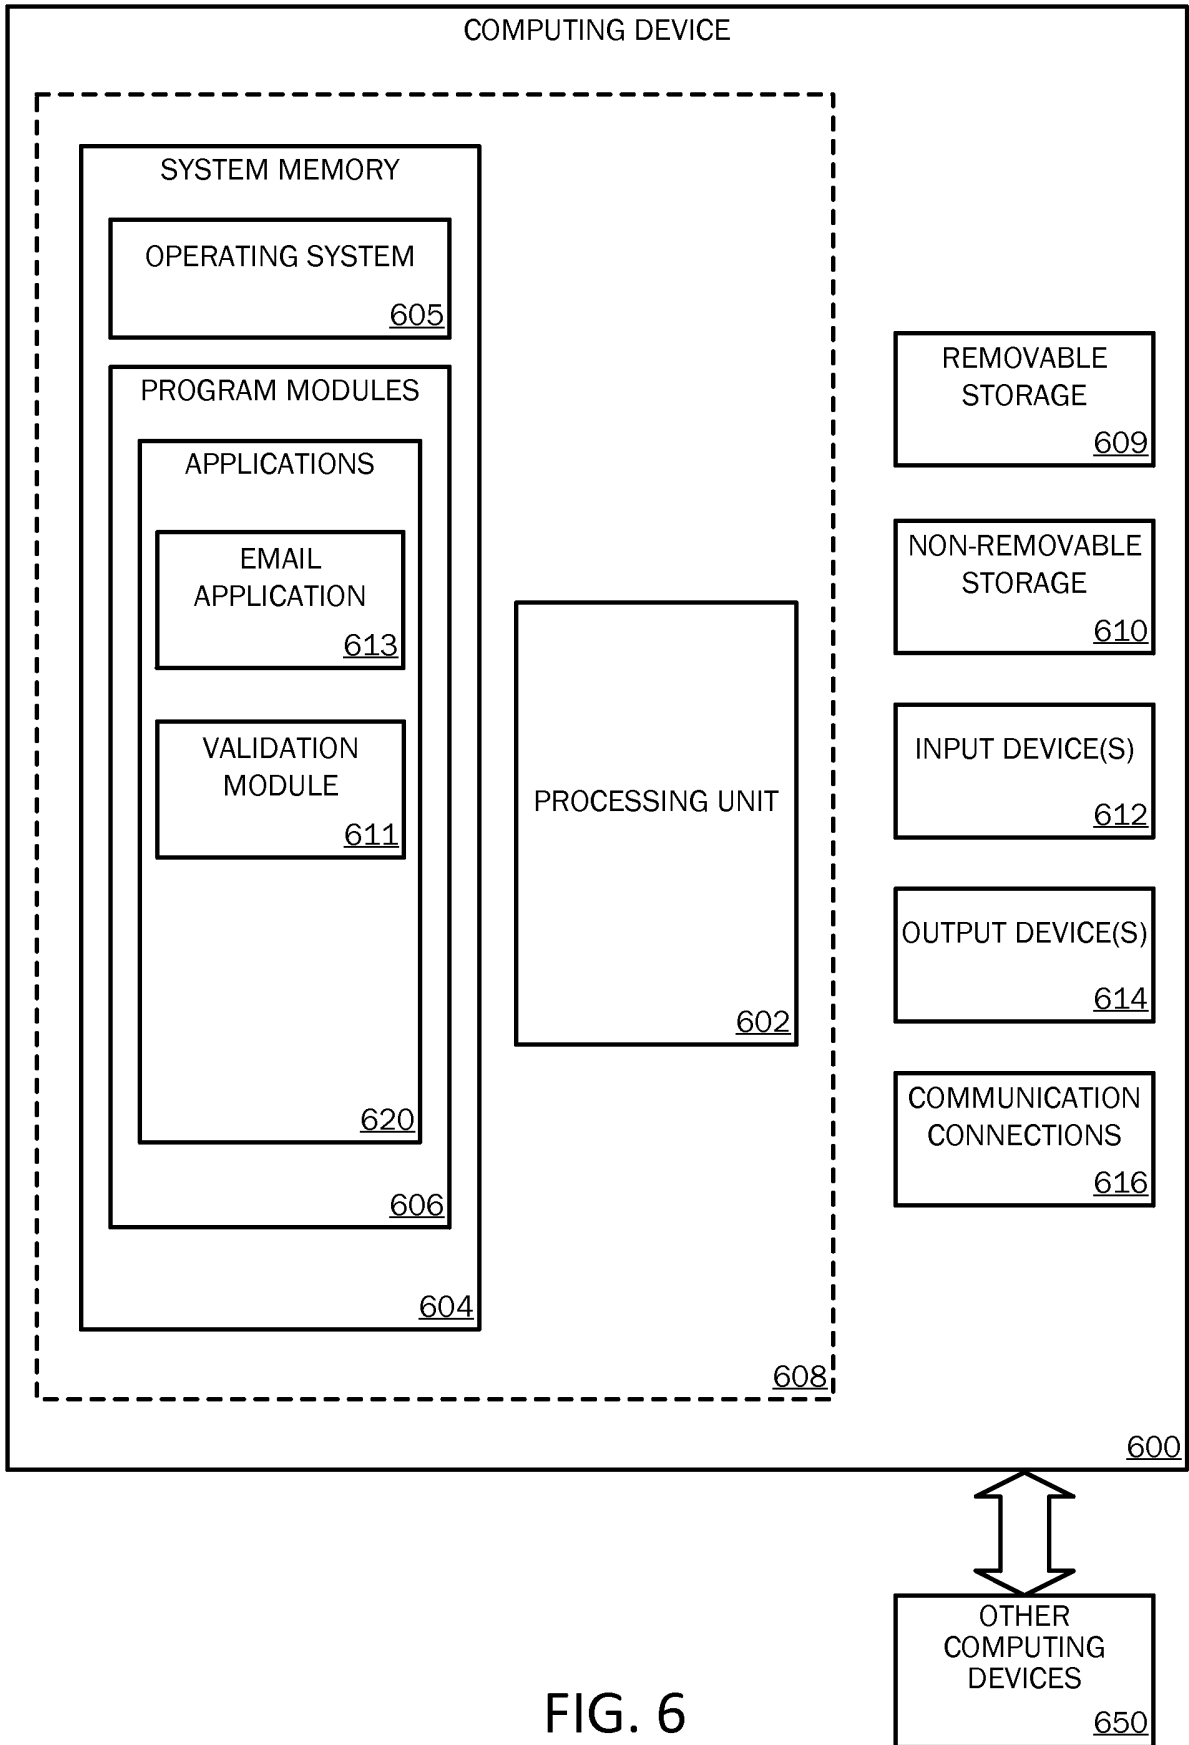 COMPUTING DEVICE
SYSTEM MEMORY
OPERATING SYSTEM
605
PROGRAM MODULES
APPLICATIONS
EMAIL
APPLICATION
613
VALIDATION
MODULE
611
620
606
604
PROCESSING UNIT
602
608
REMOVABLE
STORAGE
609
NON-REMOVABLE
STORAGE
610
INPUT DEVICE(S)
612
OUTPUT DEVICE(S)
614
COMMUNICATION
CONNECTIONS
616
600
OTHER
COMPUTING
DEVICES
650
FIG. 6